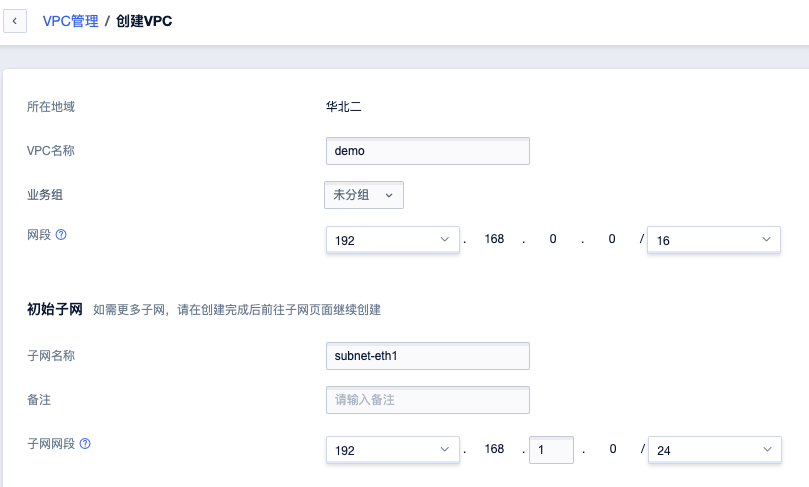 VPC管理 / 创建VPC
所在地域 华北二
VPC名称 demo
业务组 未分组
网段 192 . 168 . 0 . 0 / 16
初始子网 如需更多子网，请在创建完成后前往子网页面继续创建
子网名称 subnet-eth1
备注 请输入备注
子网网段 192 . 168 . 1 . 0 / 24